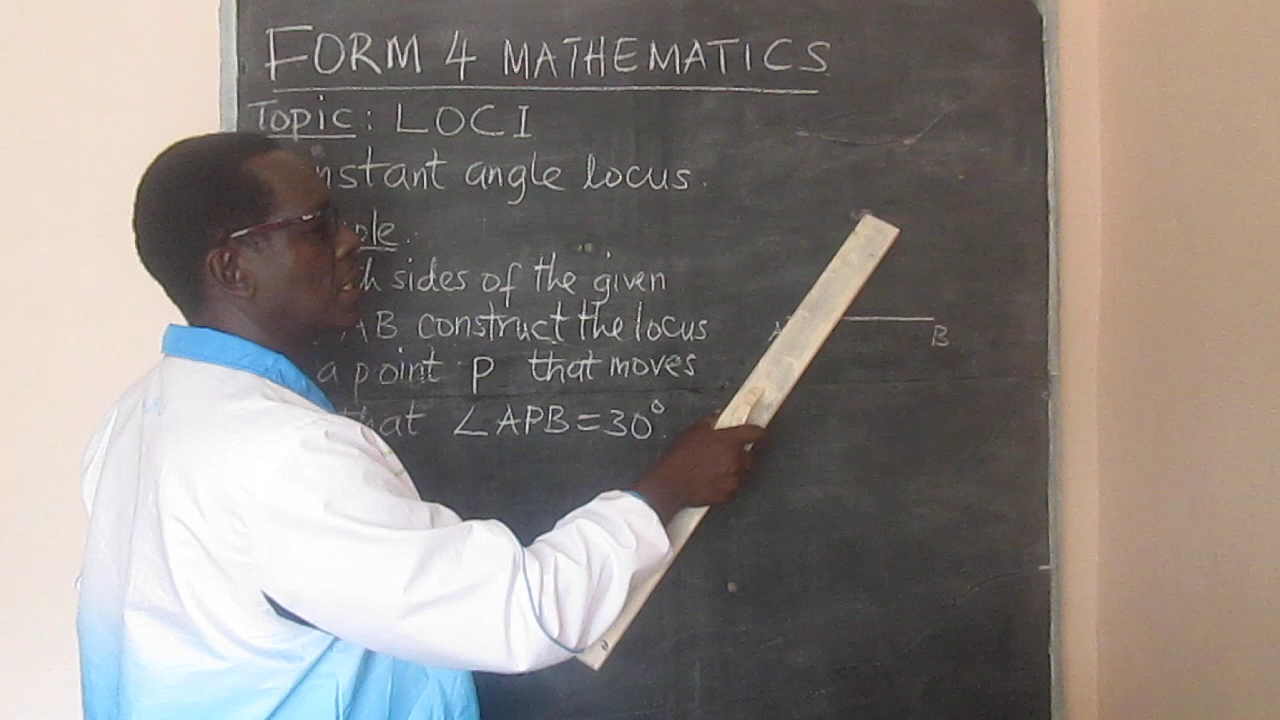 FORM 4 MATHEMATICS
Topic: LOCI
nstant angle locus.
ple.
h sides of the given
AB construct the locus
a point P that moves
that ∠APB=30°.
A
B